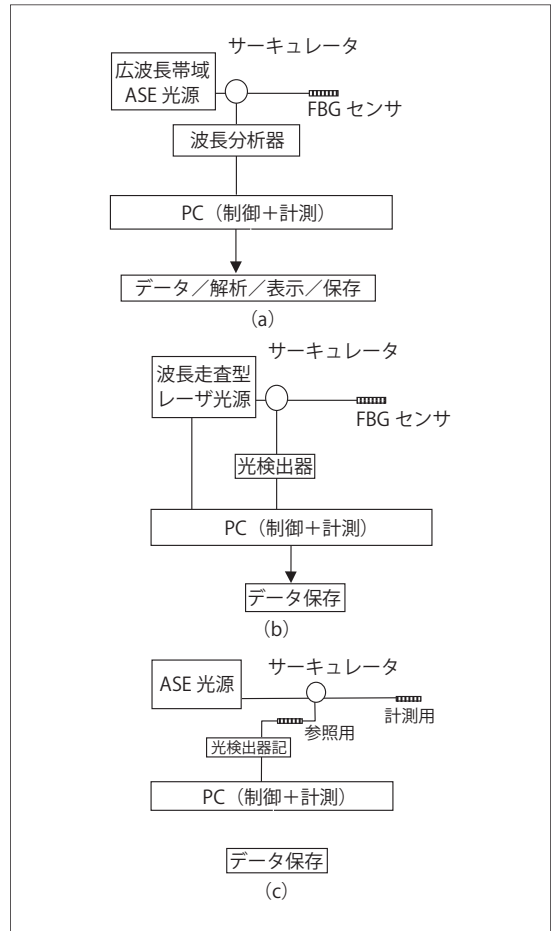 サーキュレータ
広波長帯域
ASE 光源
FBG センサ
波長分析器
PC（制御＋計測）
データ／解析／表示／保存
(a)
サーキュレータ
波長走査型
レーザ光源
FBG センサ
光検出器
PC（制御＋計測）
データ保存
(b)
サーキュレータ
ASE 光源
計測用
参照用
光検出器記
PC（制御＋計測）
データ保存
(c)